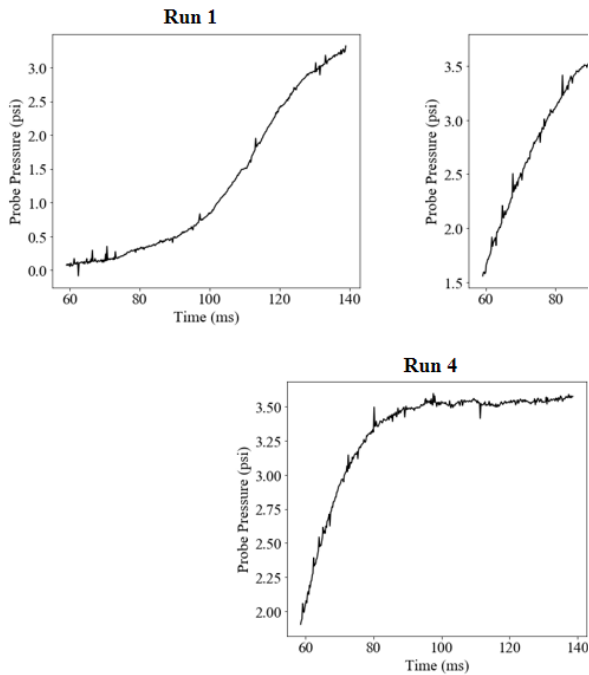 Run 1
Probe Pressure (psi)
3.0
2.5
2.0
1.5
1.0
0.5
0.0
60 80 100 120 140
Time (ms)
Probe Pressure (psi)
3.5
3.0
2.5
2.0
1.5
60 80
Run 4
Probe Pressure (psi)
3.50
3.25
3.00
2.75
2.50
2.25
2.00
60 80 100 120 140
Time (ms)